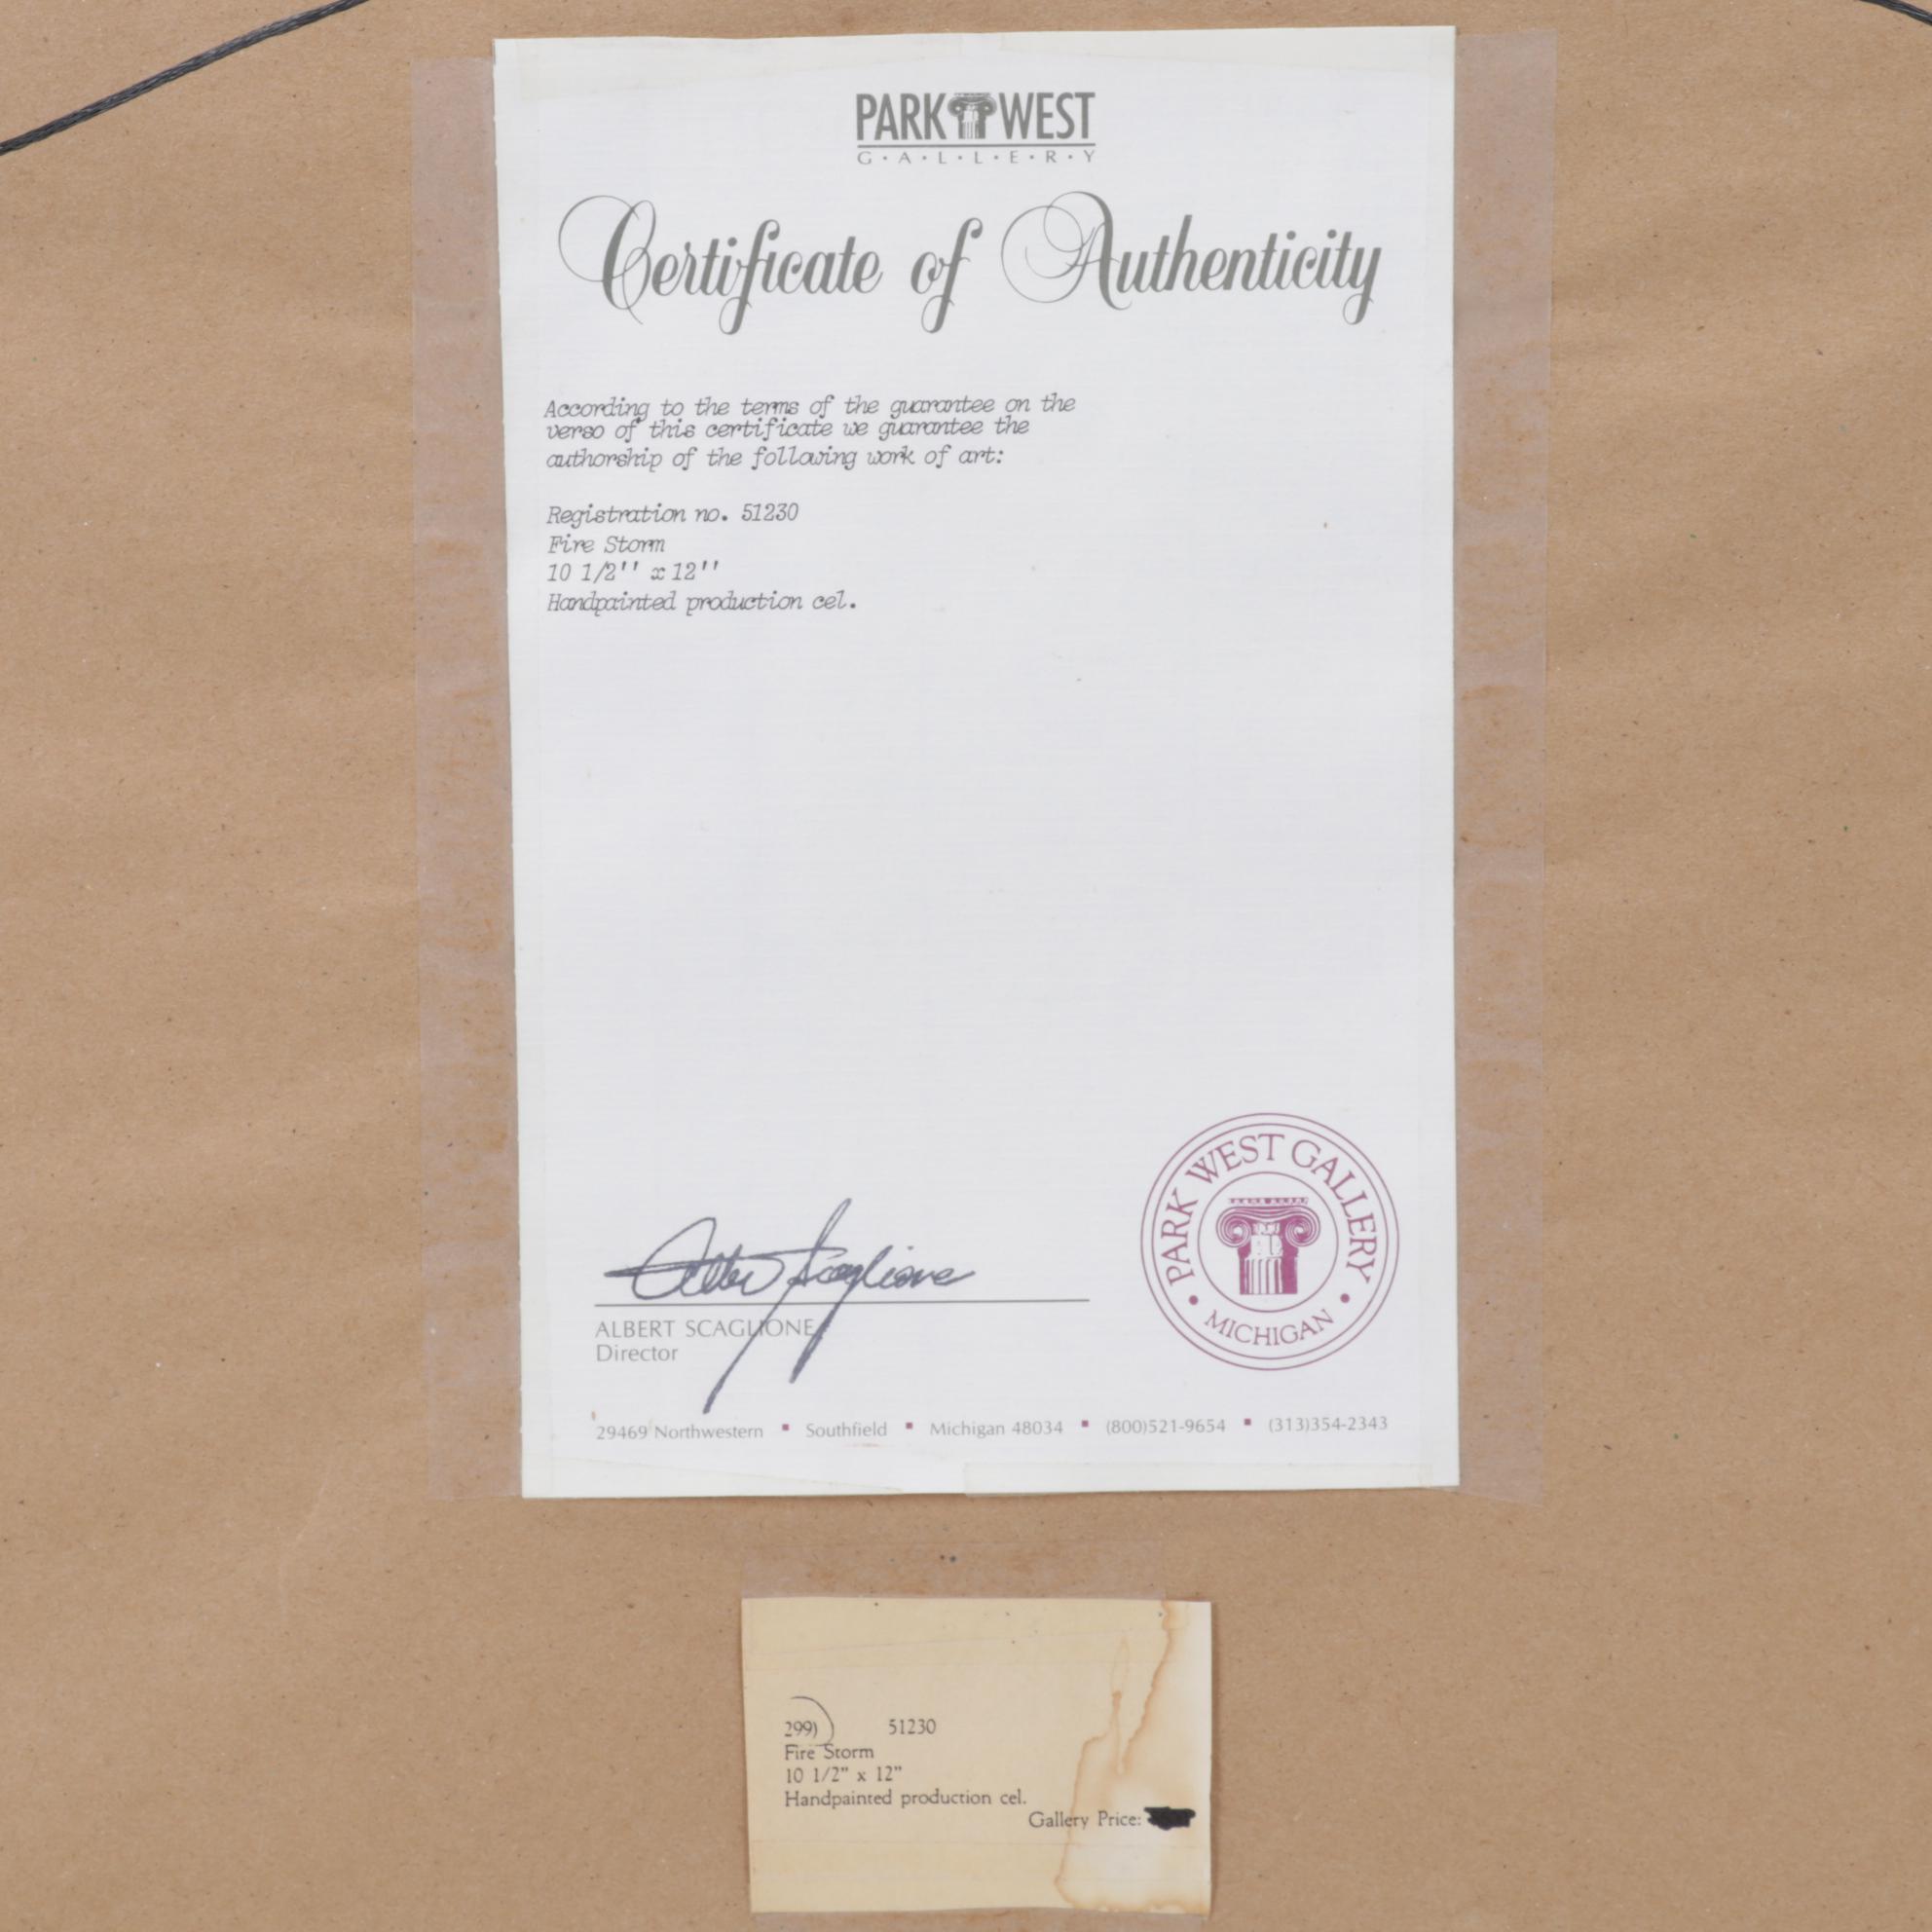 PARK WEST
G·A·L·L·E·R·Y
Certificate of Authenticity
According to the terms of the guarantee on the
verso of this certificate we guarantee the
authorship of the following work of art:
Registration no. 51230
Fire Storm
10 1/2'' x 12''
Handpainted production cel.
Albert Scaglione
ALBERT SCAGLIONE
Director
PARK WEST GALLERY
• MICHIGAN •
29469 Northwestern ▪ Southfield ▪ Michigan 48034 ▪ (800)521-9654 ▪ (313)354-2343
299) 51230
Fire Storm
10 1/2” x 12”
Handpainted production cel.
Gallery Price: